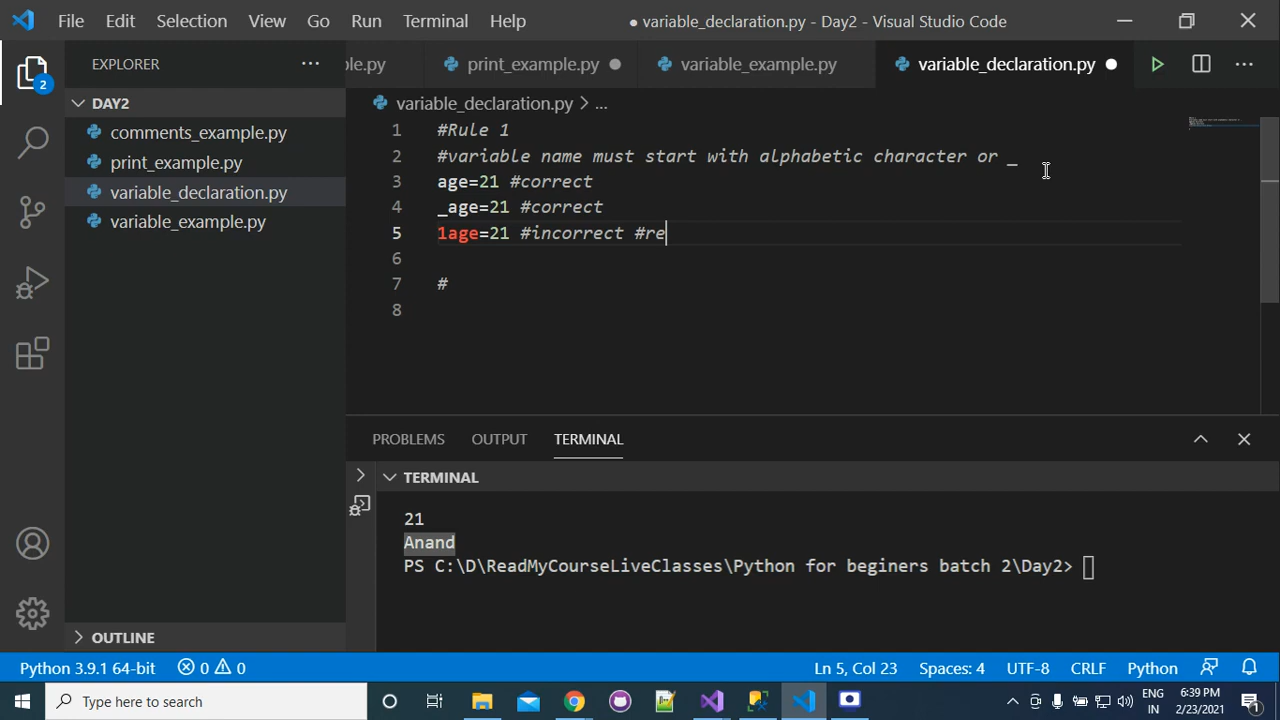 File Edit Selection View Go Run Terminal Help ● variable_declaration.py - Day2 - Visual Studio Code
EXPLORER ···
ple.py print_example.py ● variable_example.py variable_declaration.py ● ···
2
DAY2
comments_example.py
print_example.py
variable_declaration.py
variable_example.py
variable_declaration.py > ...
1 #Rule 1
2 #variable name must start with alphabetic character or _
3 age=21 #correct
4 _age=21 #correct
5 1age=21 #incorrect #re
6
7 #
8
PROBLEMS OUTPUT TERMINAL
TERMINAL
21
Anand
PS C:\D\ReadMyCourseLiveClasses\Python for beginers batch 2\Day2>
OUTLINE
Python 3.9.1 64-bit 0 0 Ln 5, Col 23 Spaces: 4 UTF-8 CRLF Python
Type here to search
ENG
IN
6:39 PM
2/23/2021
1